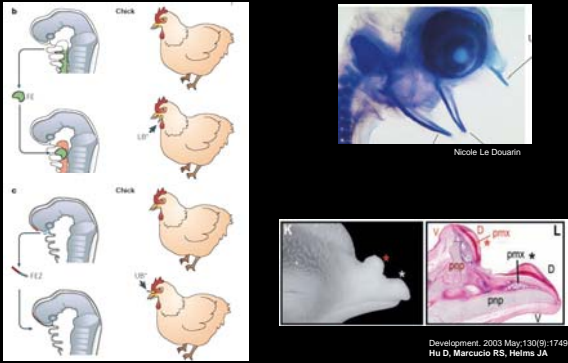 b
Chick
FE
LB*
c
Chick
FEZ
UB*
L
Nicole Le Douarin
K
V
D
pmx
*
L
pmx
*
D
pnp
pnp
V
Development. 2003 May;130(9):1749
Hu D, Marcucio RS, Helms JA